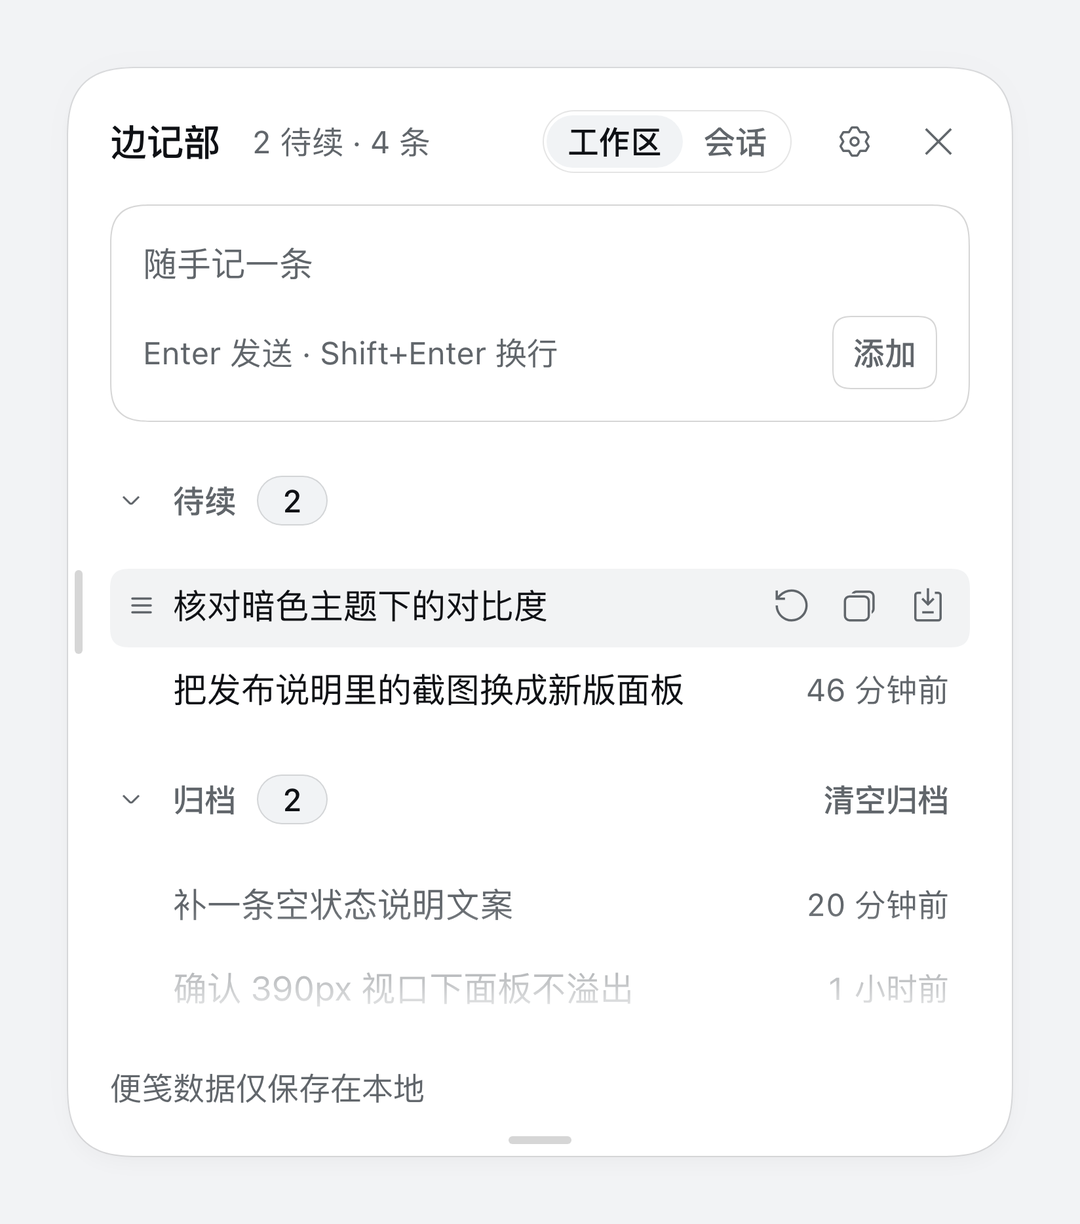 边记部 2 待续 · 4 条 工作区 会话
随手记一条
Enter 发送 · Shift+Enter 换行 添加
待续 2
核对暗色主题下的对比度
把发布说明里的截图换成新版面板 46 分钟前
归档 2 清空归档
补一条空状态说明文案 20 分钟前
确认 390px 视口下面板不溢出 1 小时前
便笺数据仅保存在本地